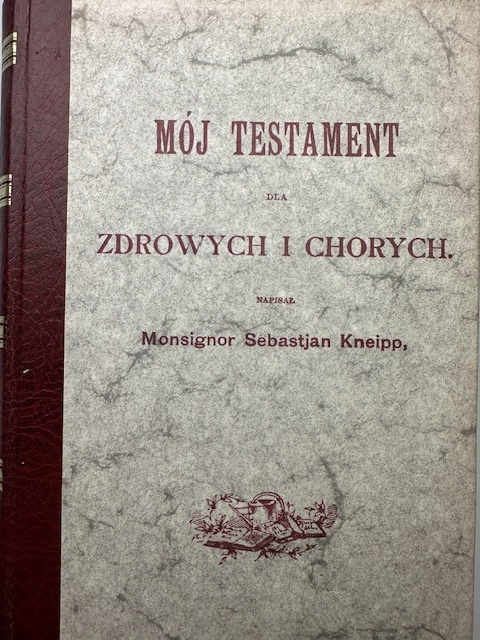 MÓJ TESTAMENT
DLA
ZDROWYCH I CHORYCH.
NAPISAŁ
Monsignor Sebastjan Kneipp,